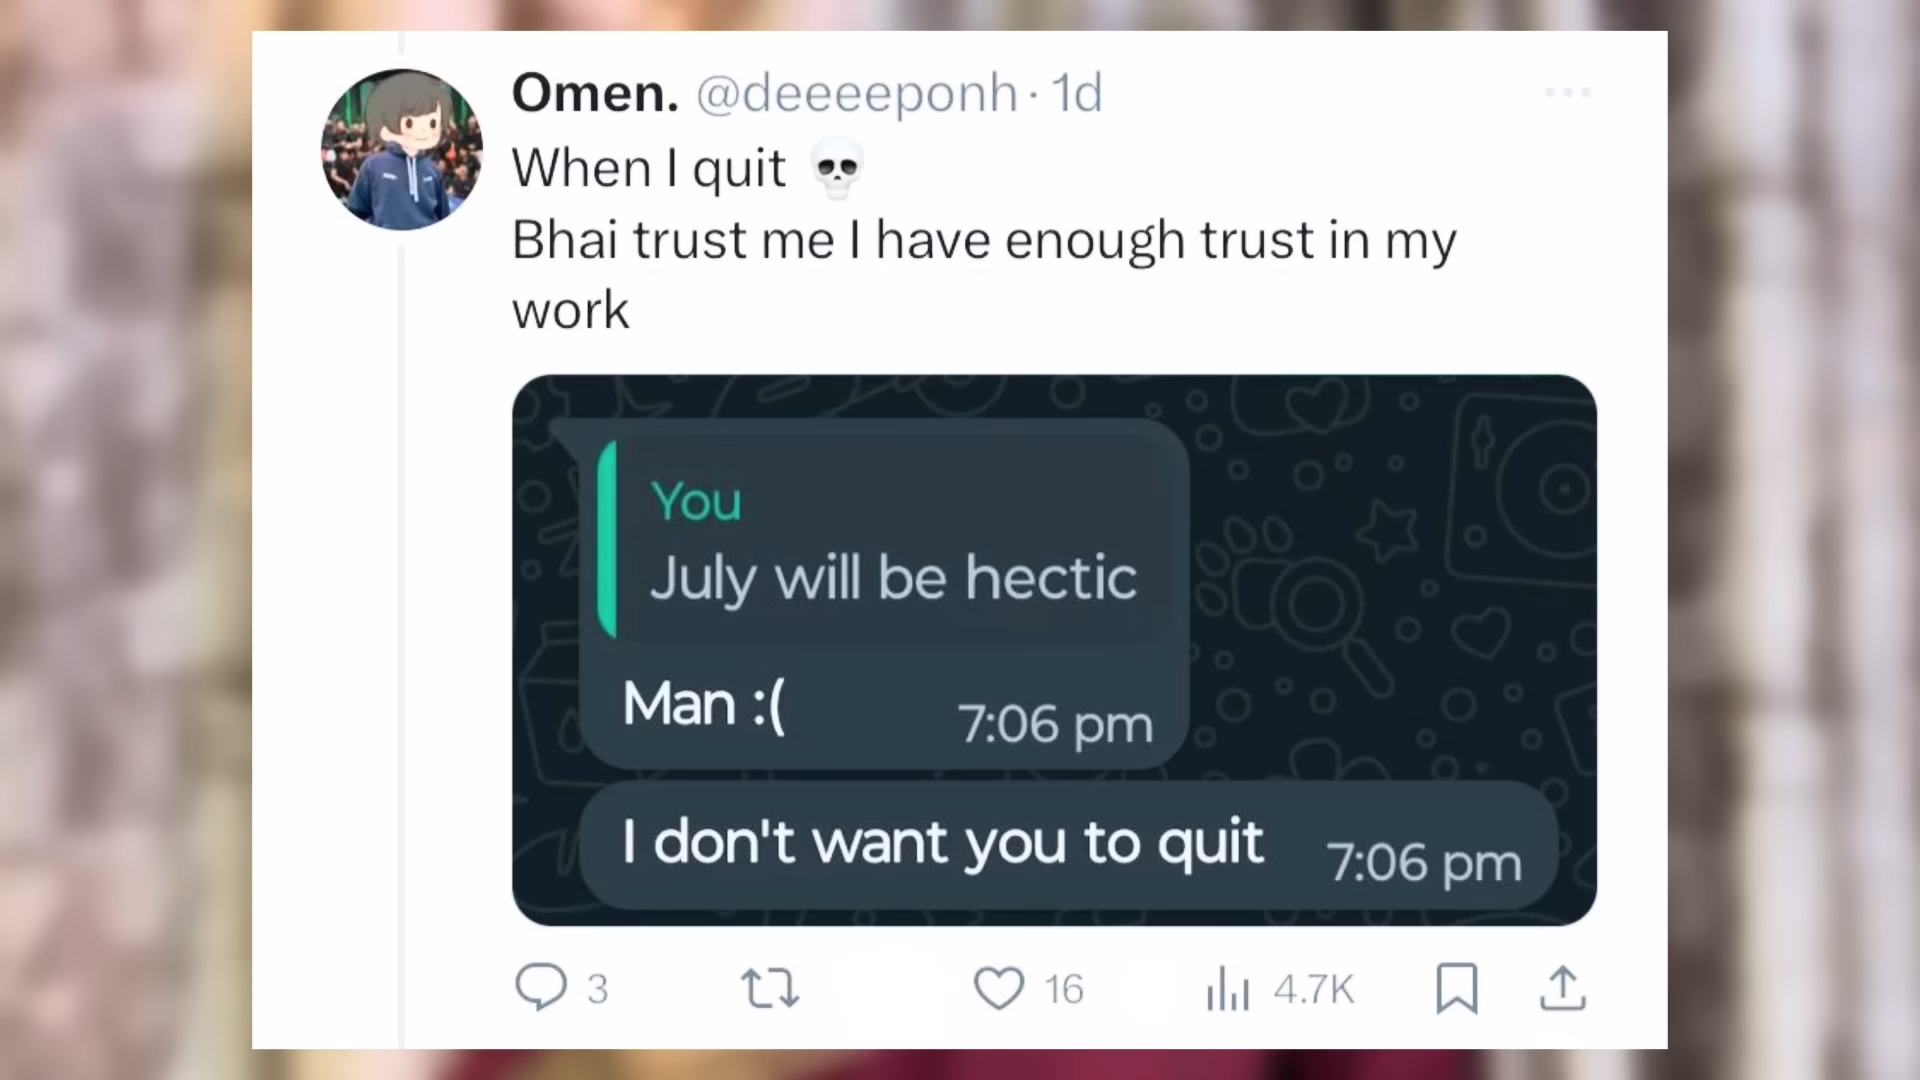 Omen. @deeeeponh · 1d
When I quit 💀
Bhai trust me I have enough trust in my
work
You
July will be hectic
Man :(
7:06 pm
I don't want you to quit
7:06 pm
3
16
4.7K